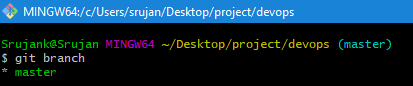 MINGW64:/c/Users/srujan/Desktop/project/devops
Srujank@Srujan MINGW64 ~/Desktop/project/devops (master)
$ git branch
* master